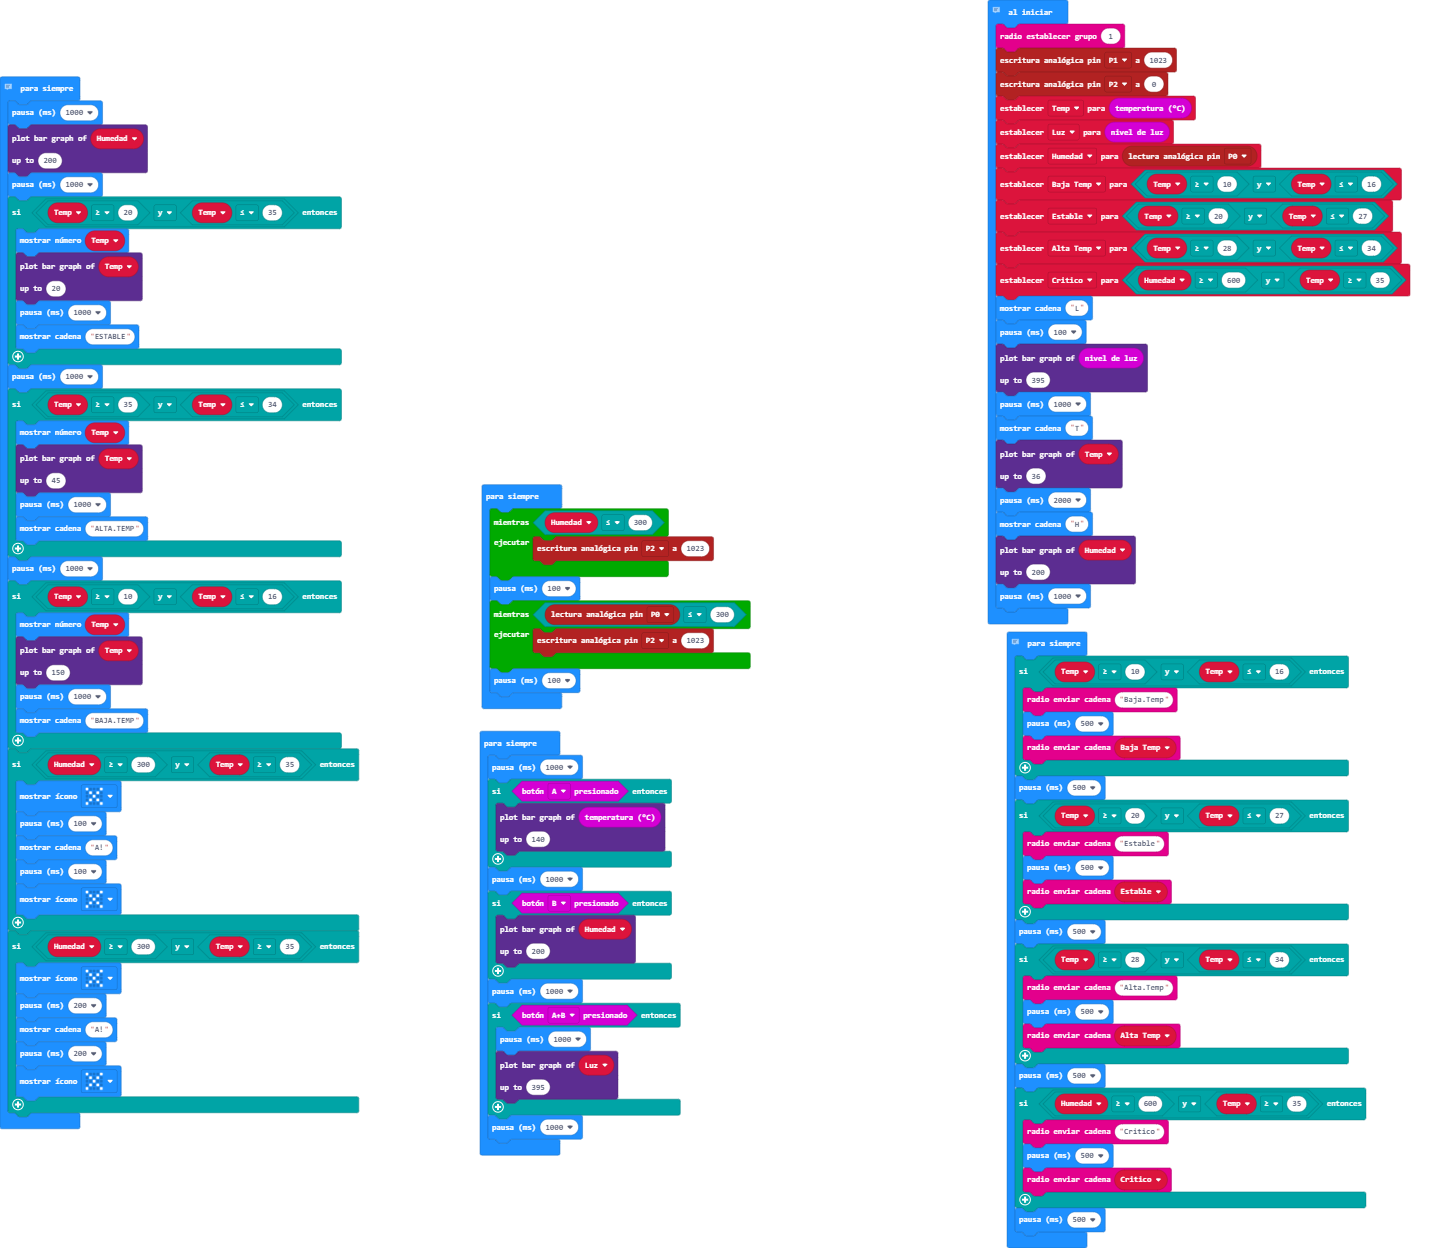 para siempre
pausa (ms) 1000
plot bar graph of Humedad
up to 200
pausa (ms) 1000
si Temp ≥ 20 y Temp ≤ 35 entonces
mostrar número Temp
plot bar graph of Temp
up to 20
pausa (ms) 1000
mostrar cadena "ESTABLE"
pausa (ms) 1000
si Temp ≥ 35 y Temp ≤ 34 entonces
mostrar número Temp
plot bar graph of Temp
up to 45
pausa (ms) 1000
mostrar cadena "ALTA.TEMP"
pausa (ms) 1000
si Temp ≥ 10 y Temp ≤ 16 entonces
mostrar número Temp
plot bar graph of Temp
up to 150
pausa (ms) 1000
mostrar cadena "BAJA.TEMP"
si Humedad ≥ 300 y Temp ≥ 35 entonces
mostrar ícono
pausa (ms) 100
mostrar cadena "A!"
pausa (ms) 100
mostrar ícono
si Humedad ≥ 300 y Temp ≥ 35 entonces
mostrar ícono
pausa (ms) 200
mostrar cadena "A!"
pausa (ms) 200
mostrar ícono
para siempre
mientras Humedad ≤ 300
ejecutar escritura analógica pin P2 a 1023
pausa (ms) 100
mientras lectura analógica pin P0 ≤ 300
ejecutar escritura analógica pin P2 a 1023
pausa (ms) 100
para siempre
pausa (ms) 1000
si botón A presionado entonces
plot bar graph of temperatura (°C)
up to 140
pausa (ms) 1000
si botón B presionado entonces
plot bar graph of Humedad
up to 200
pausa (ms) 1000
si botón A+B presionado entonces
pausa (ms) 1000
plot bar graph of Luz
up to 395
pausa (ms) 1000
al iniciar
radio establecer grupo 1
escritura analógica pin P1 a 1023
escritura analógica pin P2 a 0
establecer Temp para temperatura (°C)
establecer Luz para nivel de luz
establecer Humedad para lectura analógica pin P0
establecer Baja Temp para Temp ≥ 10 y Temp ≤ 16
establecer Estable para Temp ≥ 20 y Temp ≤ 27
establecer Alta Temp para Temp ≥ 28 y Temp ≤ 34
establecer Critico para Humedad ≥ 600 y Temp ≥ 35
mostrar cadena "L"
pausa (ms) 100
plot bar graph of nivel de luz
up to 395
pausa (ms) 1000
mostrar cadena "T"
plot bar graph of Temp
up to 36
pausa (ms) 2000
mostrar cadena "H"
plot bar graph of Humedad
up to 200
pausa (ms) 1000
para siempre
si Temp ≥ 10 y Temp ≤ 16 entonces
radio enviar cadena "Baja.Temp"
pausa (ms) 500
radio enviar cadena Baja Temp
pausa (ms) 500
si Temp ≥ 20 y Temp ≤ 27 entonces
radio enviar cadena "Estable"
pausa (ms) 500
radio enviar cadena Estable
pausa (ms) 500
si Temp ≥ 28 y Temp ≤ 34 entonces
radio enviar cadena "Alta.Temp"
pausa (ms) 500
radio enviar cadena Alta Temp
pausa (ms) 500
si Humedad ≥ 600 y Temp ≥ 35 entonces
radio enviar cadena "Critico"
pausa (ms) 500
radio enviar cadena Critico
pausa (ms) 500